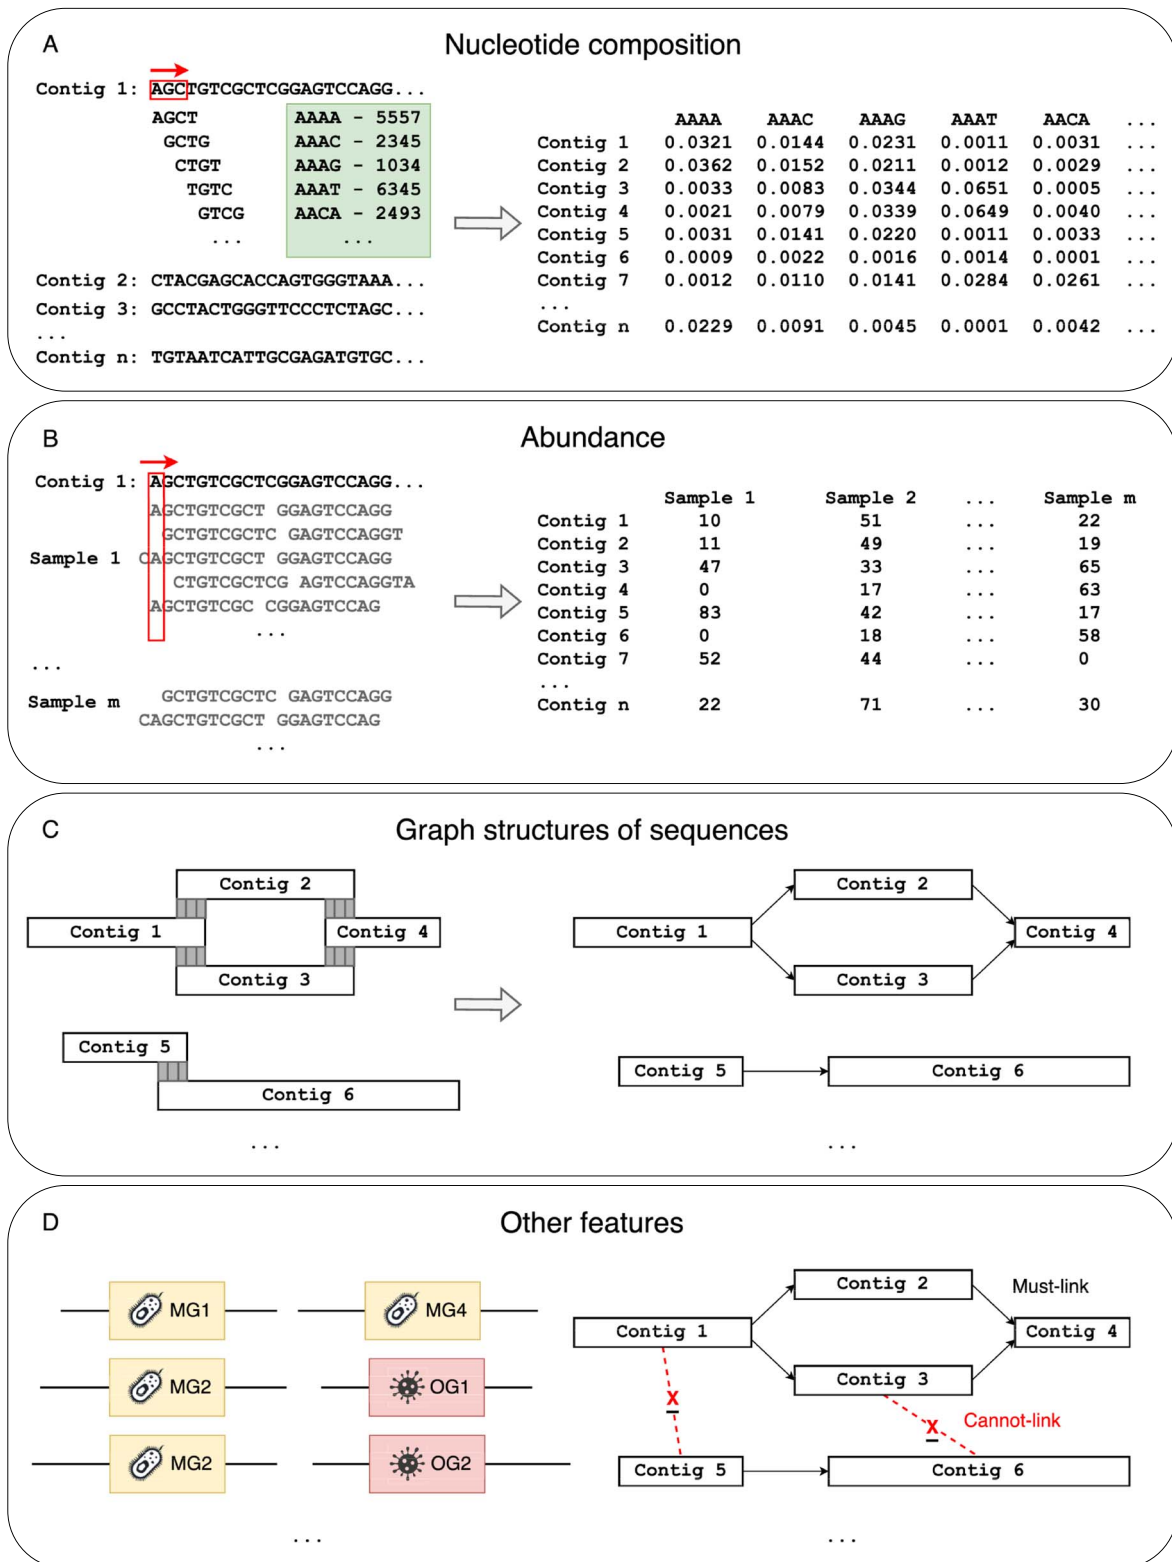 A
Nucleotide composition
Contig 1: AGCTGTCGCTCGGAGTCCAGG...
AGCT
GCTG
CTGT
TGTC
GTCG
...
AAAA - 5557
AAAC - 2345
AAAG - 1034
AAAT - 6345
AACA - 2493
...
Contig 2: CTACGAGCACCAGTGGGTAAA...
Contig 3: GCCTACTGGGTTCCCTCTAGC...
...
Contig n: TGTAATCATTGCGAGATGTGC...
AAAA AAAC AAAG AAAT AACA ...
Contig 1 0.0321 0.0144 0.0231 0.0011 0.0031 ...
Contig 2 0.0362 0.0152 0.0211 0.0012 0.0029 ...
Contig 3 0.0033 0.0083 0.0344 0.0651 0.0005 ...
Contig 4 0.0021 0.0079 0.0339 0.0649 0.0040 ...
Contig 5 0.0031 0.0141 0.0220 0.0011 0.0033 ...
Contig 6 0.0009 0.0022 0.0016 0.0014 0.0001 ...
Contig 7 0.0012 0.0110 0.0141 0.0284 0.0261 ...
...
Contig n 0.0229 0.0091 0.0045 0.0001 0.0042 ...
B
Abundance
Contig 1: AGCTGTCGCTCGGAGTCCAGG...
AGCTGTCGCT GGAGTCCAGG
GCTGTCGCTC GAGTCCAGGT
Sample 1 CAGCTGTCGCT GGAGTCCAGG
CTGTCGCTCG AGTCCAGGTA
AGCTGTCGC CGGAGTCCAG
...
...
Sample m GCTGTCGCTC GAGTCCAGG
CAGCTGTCGCT GGAGTCCAG
...
Sample 1 Sample 2 ... Sample m
Contig 1 10 51 ... 22
Contig 2 11 49 ... 19
Contig 3 47 33 ... 65
Contig 4 0 17 ... 63
Contig 5 83 42 ... 17
Contig 6 0 18 ... 58
Contig 7 52 44 ... 0
...
Contig n 22 71 ... 30
C
Graph structures of sequences
Contig 2
Contig 1
Contig 4
Contig 3
Contig 5
Contig 6
...
Contig 2
Contig 1
Contig 4
Contig 3
Contig 5
Contig 6
...
D
Other features
MG1
MG4
MG2
OG1
MG2
OG2
...
Contig 2
Must-link
Contig 1
Contig 4
Contig 3
X
X
Cannot-link
Contig 5
Contig 6
...